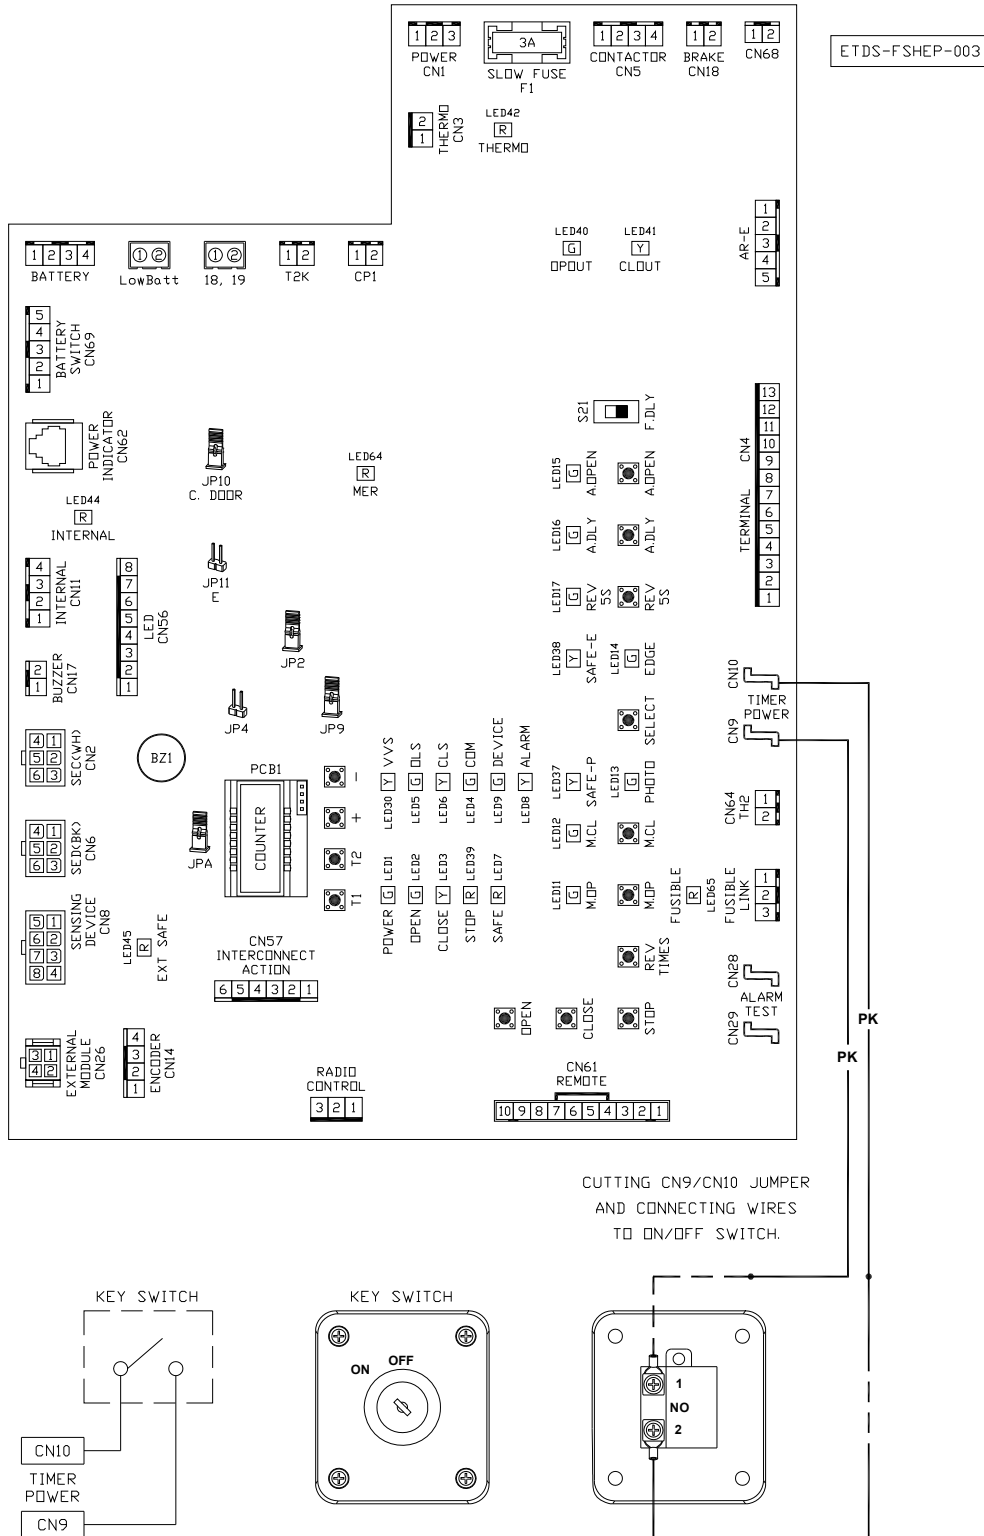 1 2 3
POWER
CN1
3A
SLOW FUSE
F1
1 2 3 4
CONTACTOR
CN5
1 2
BRAKE
CN18
1 2
CN68
ETDS-FSHEP-003
2
1
THERMO
CN3
LED42
R
THERMO
1 2 3 4
BATTERY
1 2
LowBatt
1 2
18, 19
1 2
T2K
1 2
CP1
LED40
G
OPOUT
LED41
Y
CLOUT
AR-E
1
2
3
4
5
5
4
3
2
1
BATTERY
SWITCH
CN69
POWER
INDICATOR
CN62
LED44
R
INTERNAL
JP10
C. DOOR
LED64
R
MER
S21
F.DLY
LED15
G
A.OPEN
A.OPEN
LED16
G
A.DLY
A.DLY
LED17
G
REV
5S
REV
5S
LED38
Y
SAFE-E
LED14
G
EDGE
TERMINAL CN4
13
12
11
10
9
8
7
6
5
4
3
2
1
4
3
2
1
INTERNAL
CN11
8
7
6
5
4
3
2
1
LED
CN56
JP11
E
JP2
2
1
BUZZER
CN17
JP4
JP9
CN10
TIMER
POWER
CN9
SELECT
4 1
5 2
6 3
SEC(WH)
CN2
BZ1
PCB1
COUNTER
-
+
T2
T1
LED30 Y VVS
LED5 G OLS
LED6 Y CLS
LED4 G COM
LED9 G DEVICE
LED8 Y ALARM
LED37
Y
SAFE-P
LED13
G
PHOTO
LED12
G
M.CL
M.CL
CN64
TH2
1
2
4 1
5 2
6 3
SED(BK)
CN6
JPA
POWER G LED1
OPEN G LED2
CLOSE Y LED3
STOP R LED39
SAFE R LED7
LED11
G
M.OP
M.OP
FUSIBLE
R
LED65
FUSIBLE
LINK
1
2
3
5 1
6 2
7 3
8 4
SENSING
DEVICE
CN8
LED45
R
EXT SAFE
CN57
INTERCONNECT
ACTION
6 5 4 3 2 1
REV
TIMES
CN28
ALARM
TEST
CN29
OPEN
CLOSE
STOP
PK
PK
3 1
4 2
EXTERNAL
MODULE
CN26
4
3
2
1
ENCODER
CN14
RADIO
CONTROL
3 2 1
CN61
REMOTE
10 9 8 7 6 5 4 3 2 1
CUTTING CN9/CN10 JUMPER
AND CONNECTING WIRES
TO ON/OFF SWITCH.
KEY SWITCH
KEY SWITCH
ON OFF
1
NO
2
CN10
TIMER
POWER
CN9